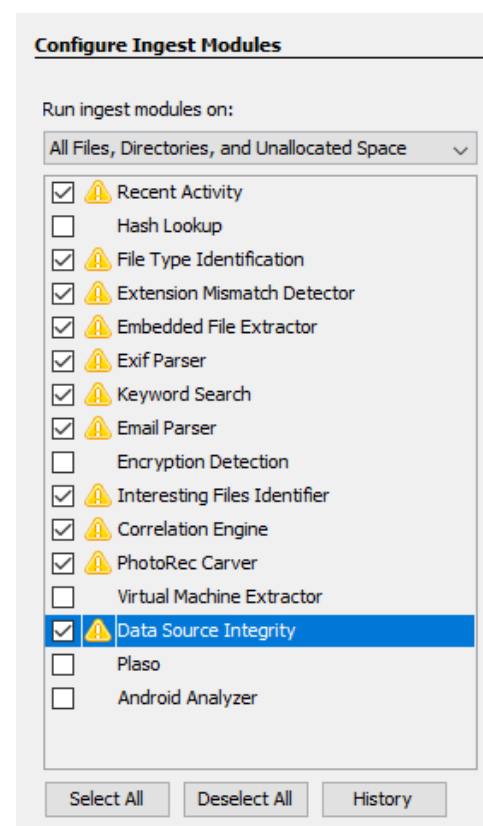 Configure Ingest Modules
Run ingest modules on:
All Files, Directories, and Unallocated Space
Recent Activity
Hash Lookup
File Type Identification
Extension Mismatch Detector
Embedded File Extractor
Exif Parser
Keyword Search
Email Parser
Encryption Detection
Interesting Files Identifier
Correlation Engine
PhotoRec Carver
Virtual Machine Extractor
Data Source Integrity
Plaso
Android Analyzer
Select All Deselect All History